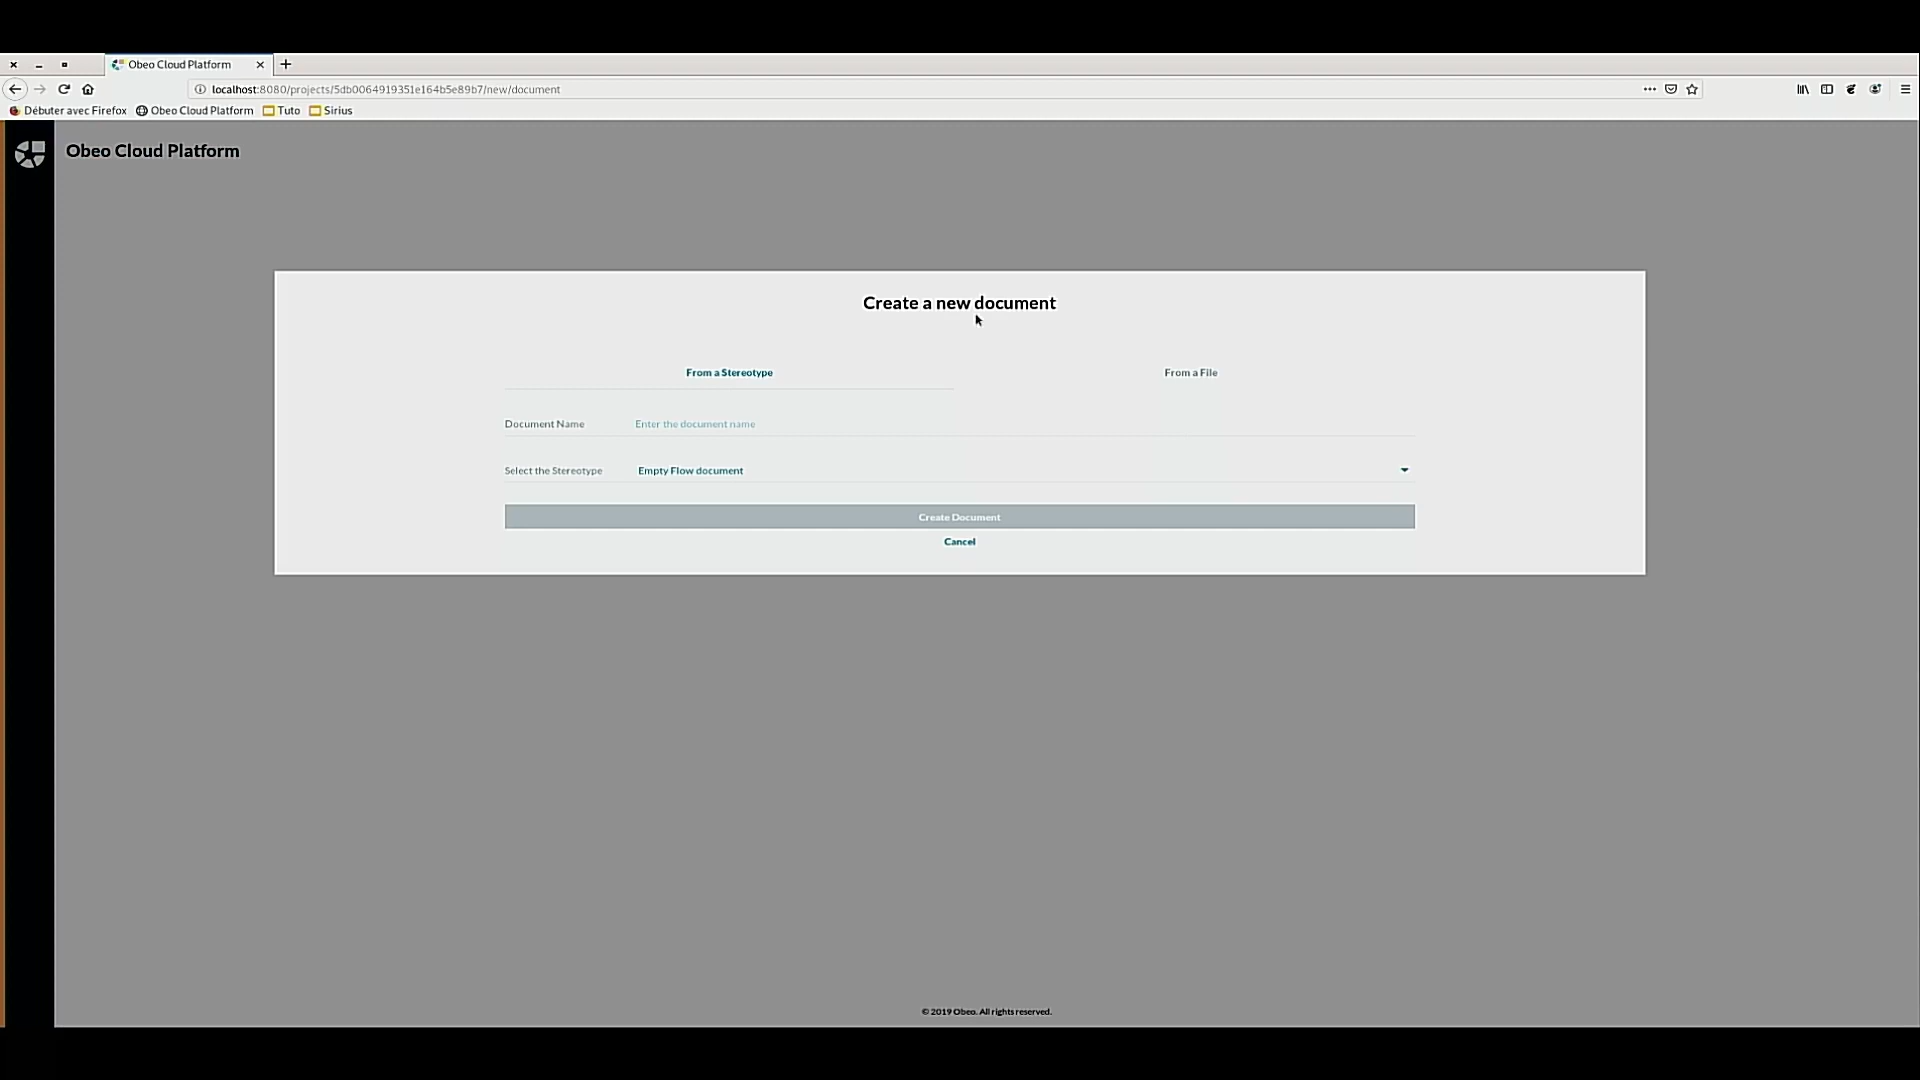 Obeo Cloud Platform
localhost:8080/projects/5db0064919351e164b5e89b7/new/document
Débuter avec Firefox Obeo Cloud Platform Tuto Sirius
Obeo Cloud Platform
Create a new document
From a Stereotype From a File
Document Name Enter the document name
Select the Stereotype Empty Flow document
Create Document
Cancel
© 2019 Obeo. All rights reserved.